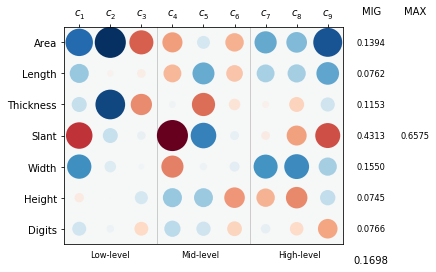 c1 c2 c3 c4 c5 c6 c7 c8 c9 MIG MAX
Area 0.1394
Length 0.0762
Thickness 0.1153
Slant 0.4313 0.6575
Width 0.1550
Height 0.0745
Digits 0.0766
Low-level Mid-level High-level
0.1698